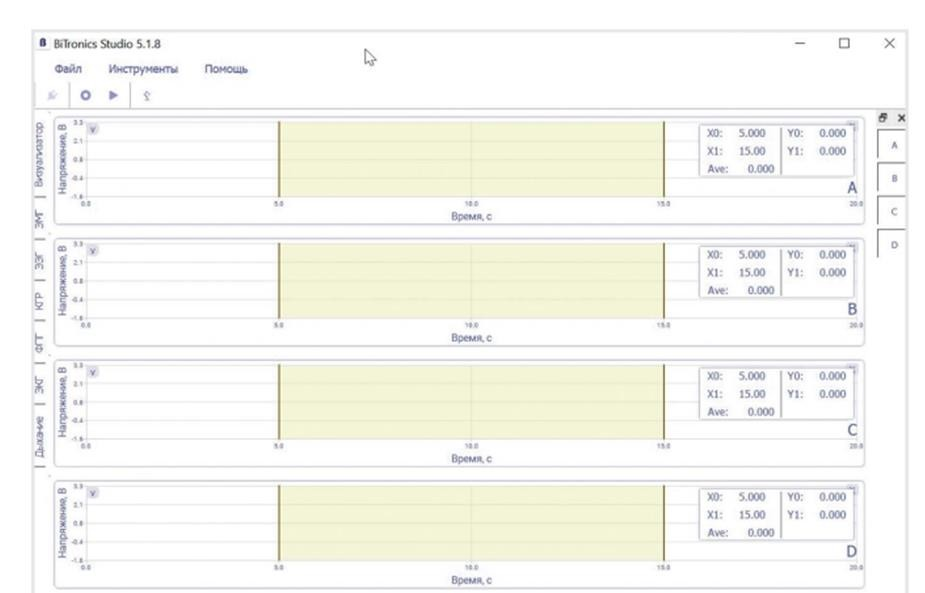 BiTronics Studio 5.1.8
Файл Инструменты Помощь
Визуализатор
ЭМГ
ЭЭГ
КГР
ФПГ
ЭКГ
Дыхание
Напряжение, В
3.3
2.1
0.8
-0.4
-1.6
V
X0: 5.000 Y0: 0.000
X1: 15.00 Y1: 0.000
Ave: 0.000
A
0.0 5.0 10.0 15.0 20.0
Время, с
Напряжение, В
3.3
2.1
0.8
-0.4
-1.6
V
X0: 5.000 Y0: 0.000
X1: 15.00 Y1: 0.000
Ave: 0.000
B
0.0 5.0 10.0 15.0 20.0
Время, с
Напряжение, В
3.3
2.1
0.8
-0.4
-1.6
V
X0: 5.000 Y0: 0.000
X1: 15.00 Y1: 0.000
Ave: 0.000
C
0.0 5.0 10.0 15.0 20.0
Время, с
Напряжение, В
3.3
2.1
0.8
-0.4
-1.6
V
X0: 5.000 Y0: 0.000
X1: 15.00 Y1: 0.000
Ave: 0.000
D
0.0 5.0 10.0 15.0 20.0
Время, с
A
B
C
D